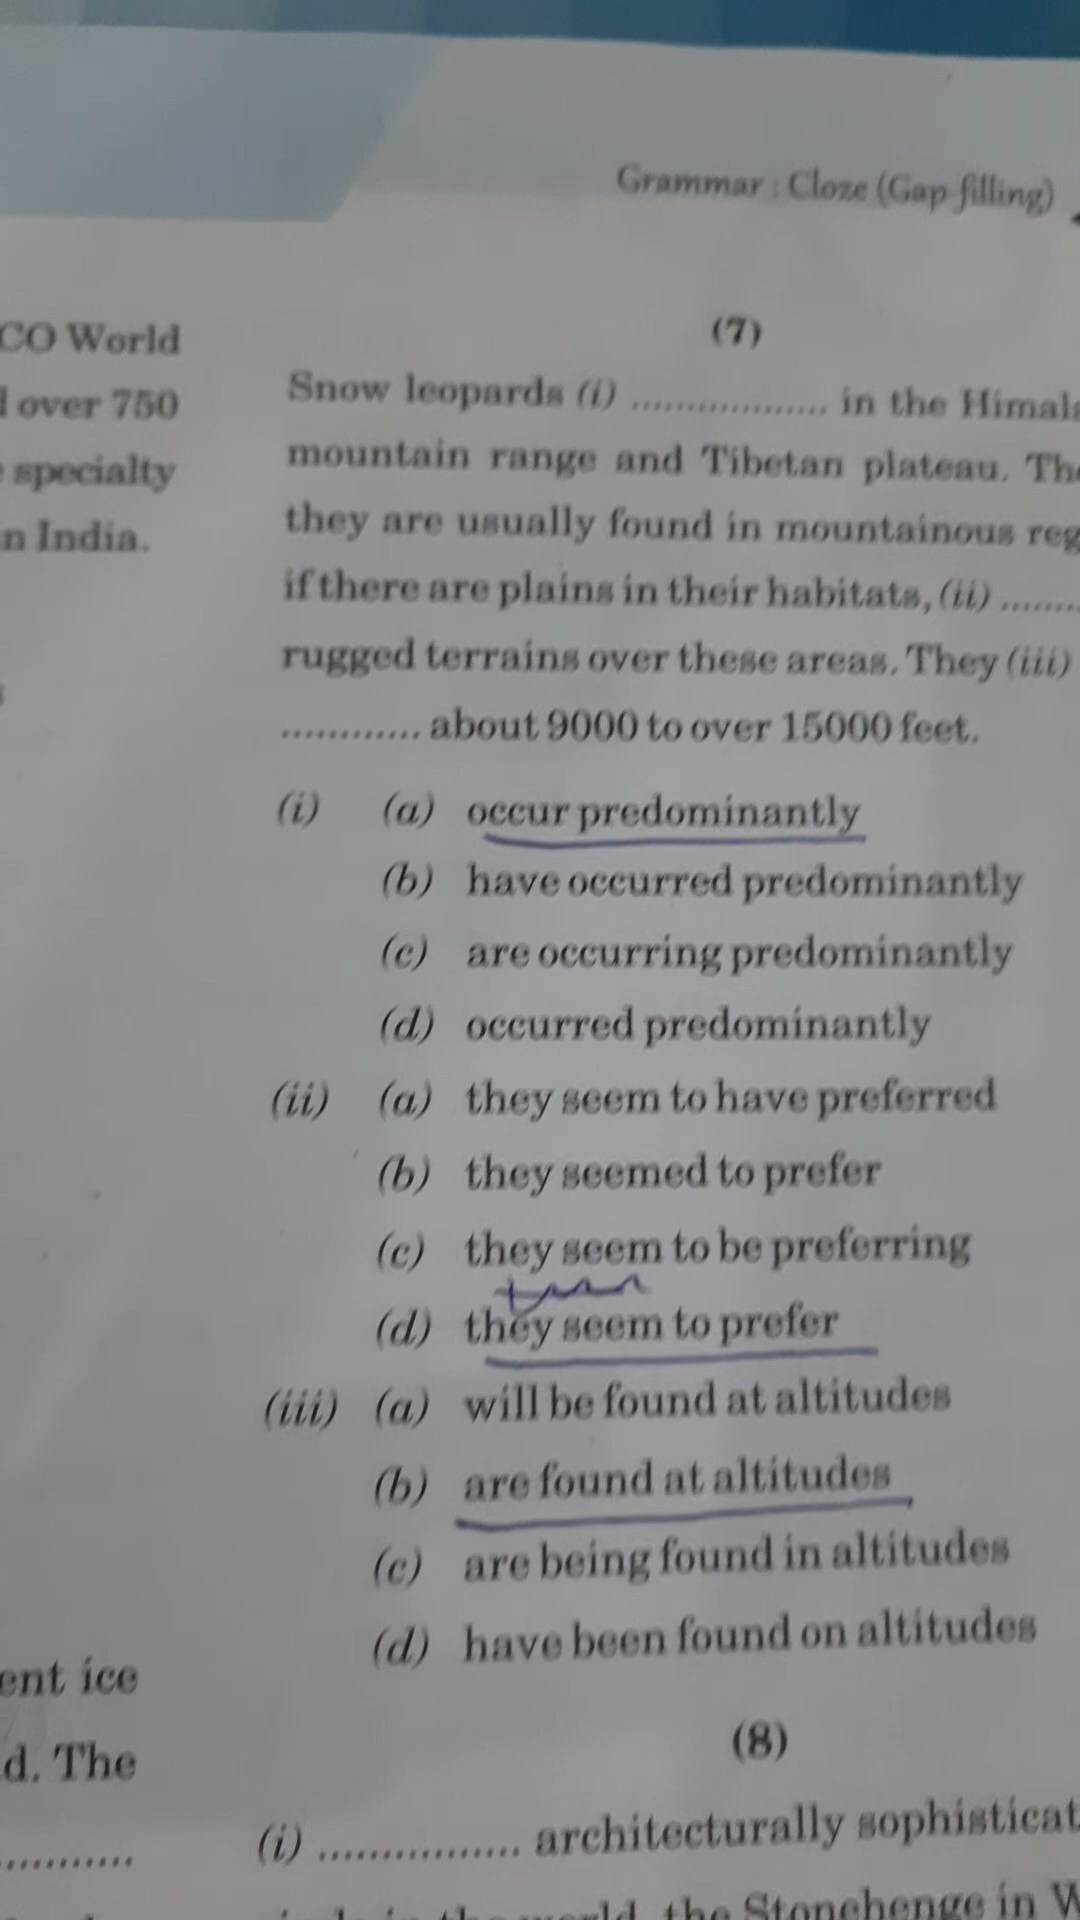 Grammar : Cloze (Gap-filling)
CO World
over 750
specialty
n India.
(7)
Snow leopards (i) .................. in the
mountain range and Tibetan plateau.
they are usually found in mountainous
if there are plains in their habitats, (ii) ........
rugged terrains over these areas. They (iii)
............. about 9000 to over 15000 feet.
(i) (a) occur predominantly
(b) have occurred predominantly
(c) are occurring predominantly
(d) occurred predominantly
(ii) (a) they seem to have preferred
(b) they seemed to prefer
(c) they seem to be preferring
(d) they seem to prefer
(iii) (a) will be found at altitudes
(b) are found at altitudes
(c) are being found in altitudes
(d) have been found on altitudes
ent ice
d. The
............
(8)
(i) ................ architecturally
world, the Stonehenge in